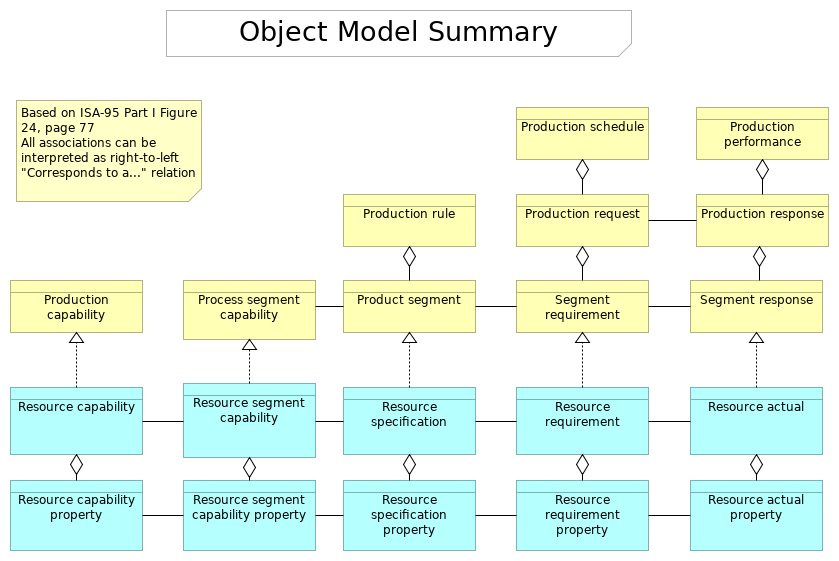 Object Model Summary
Based on ISA-95 Part I Figure
24, page 77
All associations can be
interpreted as right-to-left
"Corresponds to a..." relation
Production schedule
Production
performance
Production rule
Production request
Production response
Production
capability
Process segment
capability
Product segment
Segment
requirement
Segment response
Resource capability
Resource segment
capability
Resource
specification
Resource
requirement
Resource actual
Resource capability
property
Resource segment
capability property
Resource
specification
property
Resource
requirement
property
Resource actual
property